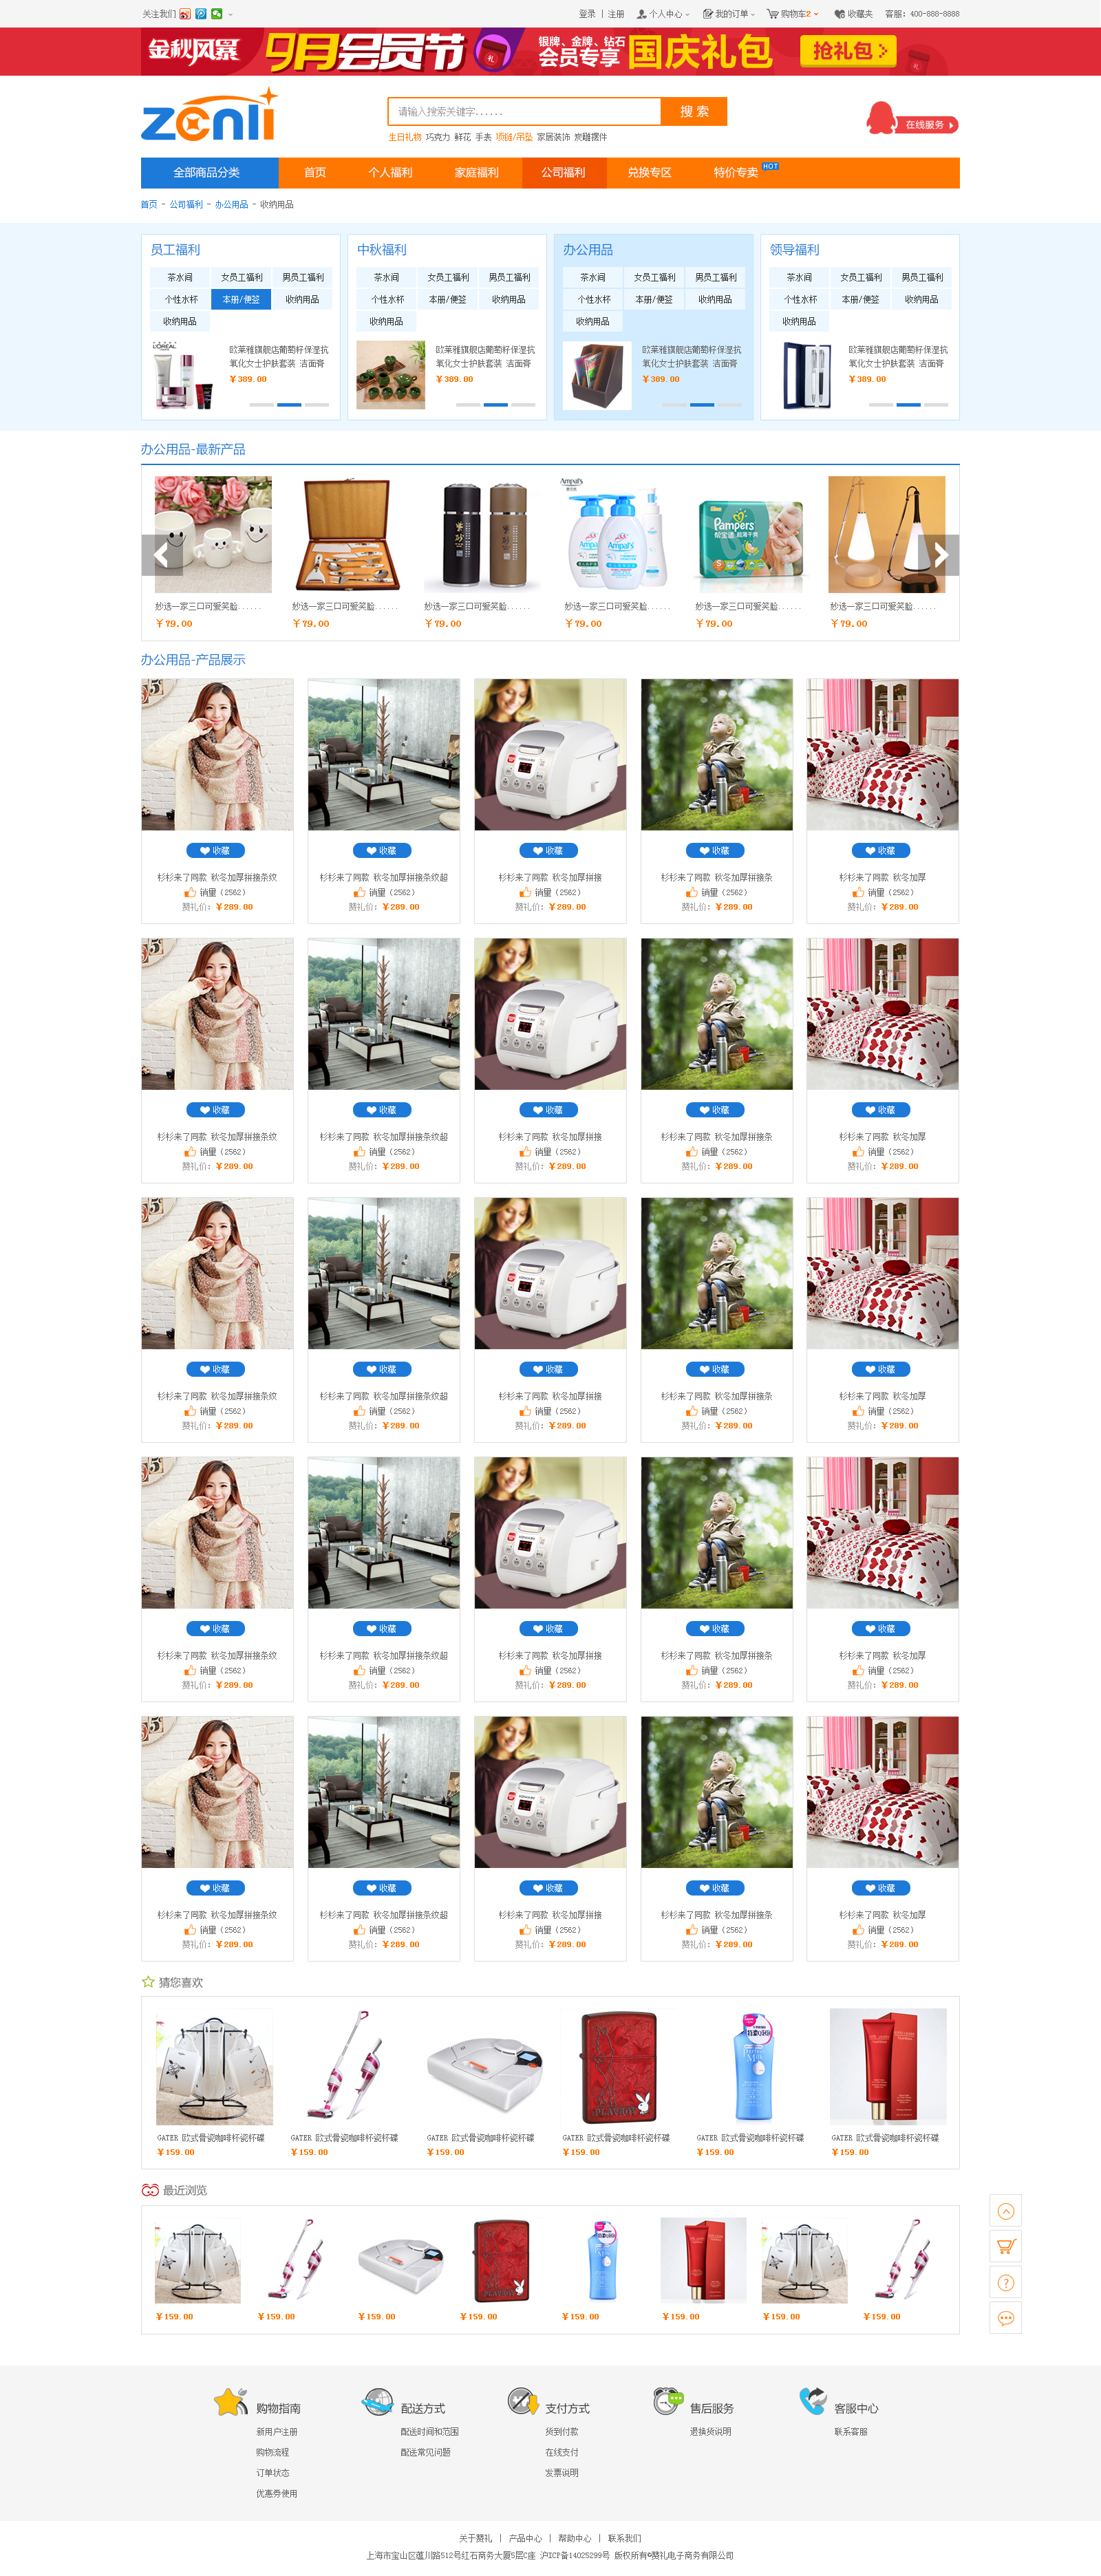 关注我们
登录 | 注册 个人中心 我的订单 购物车2 收藏夹 客服: 400-888-8888
金秋风暴 9月会员节 银牌、金牌、钻石 会员专享 国庆礼包 抢礼包
zenli
请输入搜索关键字...... 搜 索
生日礼物 巧克力 鲜花 手表 项链/吊坠 家居装饰 炭雕摆件
在线服务
全部商品分类 首页 个人福利 家庭福利 公司福利 兑换专区 特价专卖 HOT
首页 - 公司福利 - 办公用品 - 收纳用品
员工福利 中秋福利 办公用品 领导福利
茶水间 女员工福利 男员工福利 茶水间 女员工福利 男员工福利 茶水间 女员工福利 男员工福利 茶水间 女员工福利 男员工福利
个性水杯 本册/便签 收纳用品 个性水杯 本册/便签 收纳用品 个性水杯 本册/便签 收纳用品 个性水杯 本册/便签 收纳用品
收纳用品 收纳用品 收纳用品 收纳用品
L'OREAL
欧莱雅旗舰店葡萄籽保湿抗 欧莱雅旗舰店葡萄籽保湿抗 欧莱雅旗舰店葡萄籽保湿抗 欧莱雅旗舰店葡萄籽保湿抗
氧化女士护肤套装 洁面膏 氧化女士护肤套装 洁面膏 氧化女士护肤套装 洁面膏 氧化女士护肤套装 洁面膏
¥389.00 ¥389.00 ¥389.00 ¥389.00
办公用品-最新产品
紫砂 Ampal's Pampers
妙选一家三口可爱笑脸...... 妙选一家三口可爱笑脸...... 妙选一家三口可爱笑脸...... 妙选一家三口可爱笑脸...... 妙选一家三口可爱笑脸...... 妙选一家三口可爱笑脸......
¥79.00 ¥79.00 ¥79.00 ¥79.00 ¥79.00 ¥79.00
办公用品-产品展示
收藏 收藏 收藏 收藏 收藏
杉杉来了同款 秋冬加厚拼接条纹 杉杉来了同款 秋冬加厚拼接条纹超 杉杉来了同款 秋冬加厚拼接 杉杉来了同款 秋冬加厚拼接条 杉杉来了同款 秋冬加厚
销量（2562） 销量（2562） 销量（2562） 销量（2562） 销量（2562）
赞礼价: ¥289.00 赞礼价: ¥289.00 赞礼价: ¥289.00 赞礼价: ¥289.00 赞礼价: ¥289.00
收藏 收藏 收藏 收藏 收藏
杉杉来了同款 秋冬加厚拼接条纹 杉杉来了同款 秋冬加厚拼接条纹超 杉杉来了同款 秋冬加厚拼接 杉杉来了同款 秋冬加厚拼接条 杉杉来了同款 秋冬加厚
销量（2562） 销量（2562） 销量（2562） 销量（2562） 销量（2562）
赞礼价: ¥289.00 赞礼价: ¥289.00 赞礼价: ¥289.00 赞礼价: ¥289.00 赞礼价: ¥289.00
收藏 收藏 收藏 收藏 收藏
杉杉来了同款 秋冬加厚拼接条纹 杉杉来了同款 秋冬加厚拼接条纹超 杉杉来了同款 秋冬加厚拼接 杉杉来了同款 秋冬加厚拼接条 杉杉来了同款 秋冬加厚
销量（2562） 销量（2562） 销量（2562） 销量（2562） 销量（2562）
赞礼价: ¥289.00 赞礼价: ¥289.00 赞礼价: ¥289.00 赞礼价: ¥289.00 赞礼价: ¥289.00
收藏 收藏 收藏 收藏 收藏
杉杉来了同款 秋冬加厚拼接条纹 杉杉来了同款 秋冬加厚拼接条纹超 杉杉来了同款 秋冬加厚拼接 杉杉来了同款 秋冬加厚拼接条 杉杉来了同款 秋冬加厚
销量（2562） 销量（2562） 销量（2562） 销量（2562） 销量（2562）
赞礼价: ¥289.00 赞礼价: ¥289.00 赞礼价: ¥289.00 赞礼价: ¥289.00 赞礼价: ¥289.00
收藏 收藏 收藏 收藏 收藏
杉杉来了同款 秋冬加厚拼接条纹 杉杉来了同款 秋冬加厚拼接条纹超 杉杉来了同款 秋冬加厚拼接 杉杉来了同款 秋冬加厚拼接条 杉杉来了同款 秋冬加厚
销量（2562） 销量（2562） 销量（2562） 销量（2562） 销量（2562）
赞礼价: ¥289.00 赞礼价: ¥289.00 赞礼价: ¥289.00 赞礼价: ¥289.00 赞礼价: ¥289.00
猜您喜欢
PLAYBOY Milk
GATER 欧式骨瓷咖啡杯瓷杯碟 GATER 欧式骨瓷咖啡杯瓷杯碟 GATER 欧式骨瓷咖啡杯瓷杯碟 GATER 欧式骨瓷咖啡杯瓷杯碟 GATER 欧式骨瓷咖啡杯瓷杯碟 GATER 欧式骨瓷咖啡杯瓷杯碟
¥159.00 ¥159.00 ¥159.00 ¥159.00 ¥159.00 ¥159.00
最近浏览
PLAYBOY
¥159.00 ¥159.00 ¥159.00 ¥159.00 ¥159.00 ¥159.00 ¥159.00 ¥159.00
购物指南 配送方式 支付方式 售后服务 客服中心
新用户注册 配送时间和范围 货到付款 退换货说明 联系客服
购物流程 配送常见问题 在线支付
订单状态 发票说明
优惠券使用
关于赞礼 | 产品中心 | 帮助中心 | 联系我们
上海市宝山区蕴川路512号红石商务大厦5层C座 沪ICP备14025299号 版权所有©赞礼电子商务有限公司